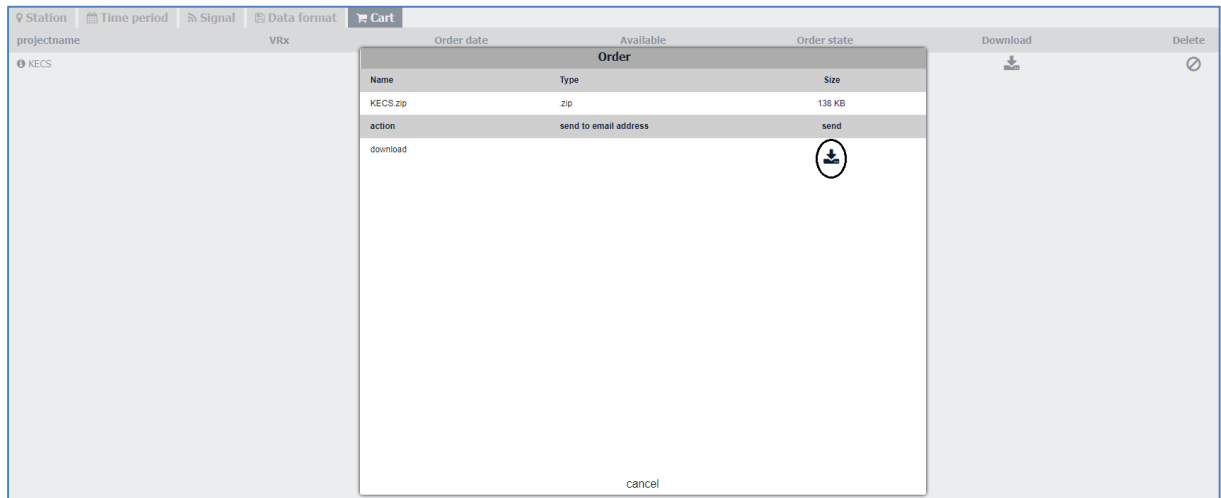 Station Time period Signal Data format Cart
projectname VRx Order date Available Order state Download Delete
KECS
Order
Name Type Size
KECS.zip .zip 138 KB
action send to email address send
download
cancel